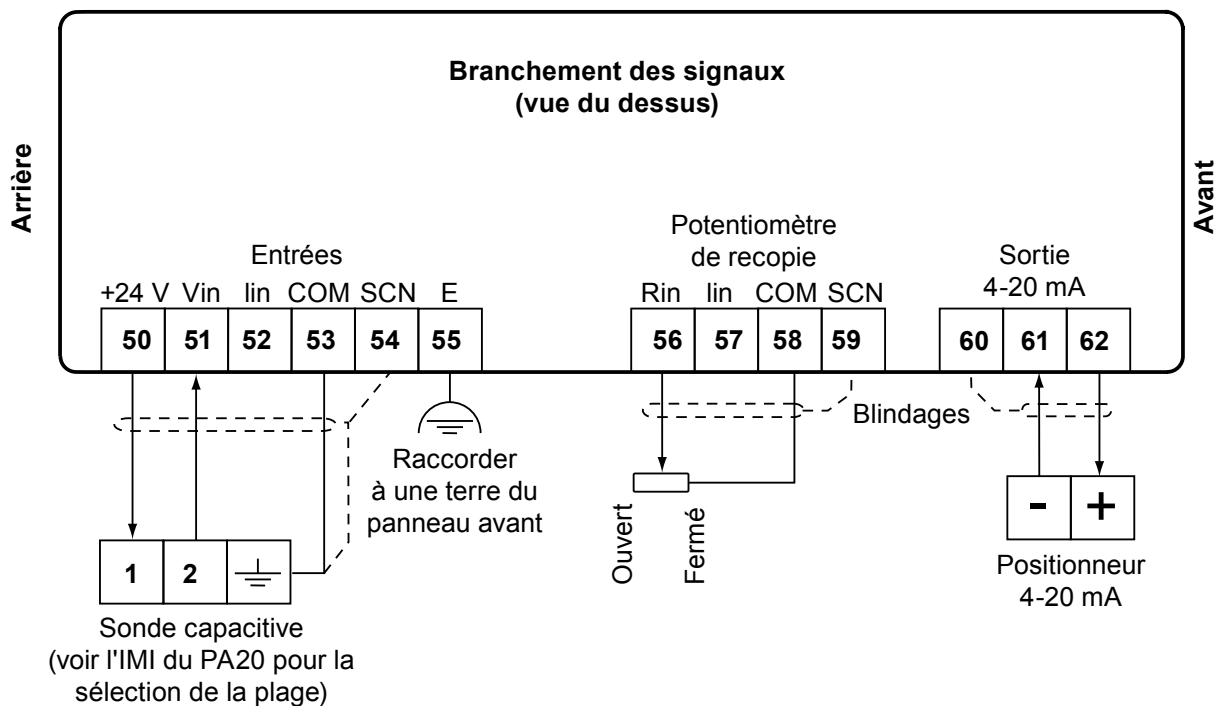 Branchement des signaux
(vue du dessus)
Arrière
Avant
Entrées
+24 V Vin Iin COM SCN E
50 51 52 53 54 55
Potentiomètre
de recopie
Rin Iin COM SCN
56 57 58 59
Sortie
4-20 mA
60 61 62
Blindages
Raccorder
à une terre du
panneau avant
Ouvert
Fermé
- +
Positionneur
4-20 mA
1 2
Sonde capacitive
(voir l'IMI du PA20 pour la
sélection de la plage)